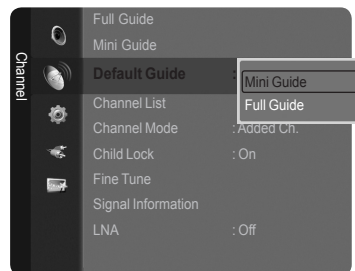 Channel
Full Guide
Mini Guide
Default Guide :
Mini Guide
Full Guide
Channel List
Channel Mode : Added Ch.
Child Lock : On
Fine Tune
Signal Information
LNA : Off